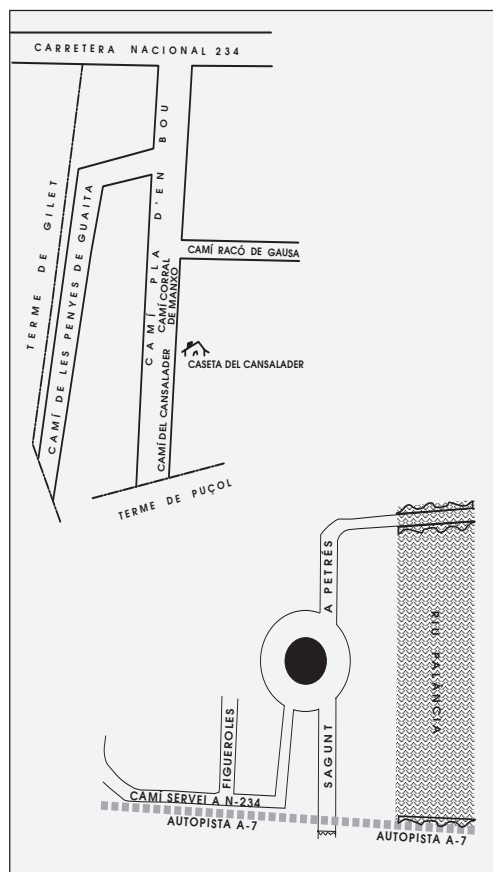 CARRETERA NACIONAL 234
TERME DE GILET
CAMÍ DE LES PENYES DE GUAITA
CAMÍ PLA D'EN BOU
CAMÍ RACÓ DE GAUSA
CAMÍ CORRAL
DE MANXO
CAMÍ DEL CANSALADER
CASETA DEL CANSALADER
TERME DE PUÇOL
A PETRÉS
RIU PALÀNCIA
FIGUEROLES
SAGUNT
CAMÍ SERVEI A N-234
AUTOPISTA A-7
AUTOPISTA A-7